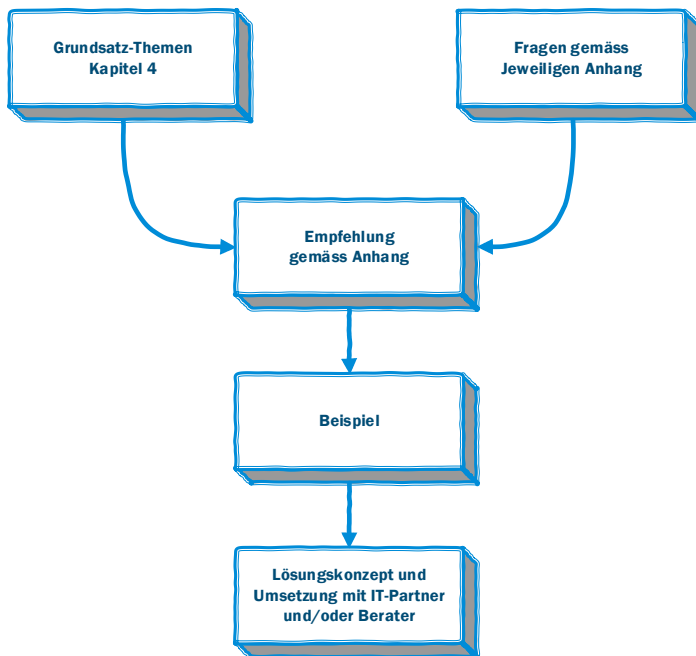 Grundsatz-Themen
Kapitel 4
Fragen gemäss
Jeweiligen Anhang
Empfehlung
gemäss Anhang
Beispiel
Lösungskonzept und
Umsetzung mit IT-Partner
und/oder Berater